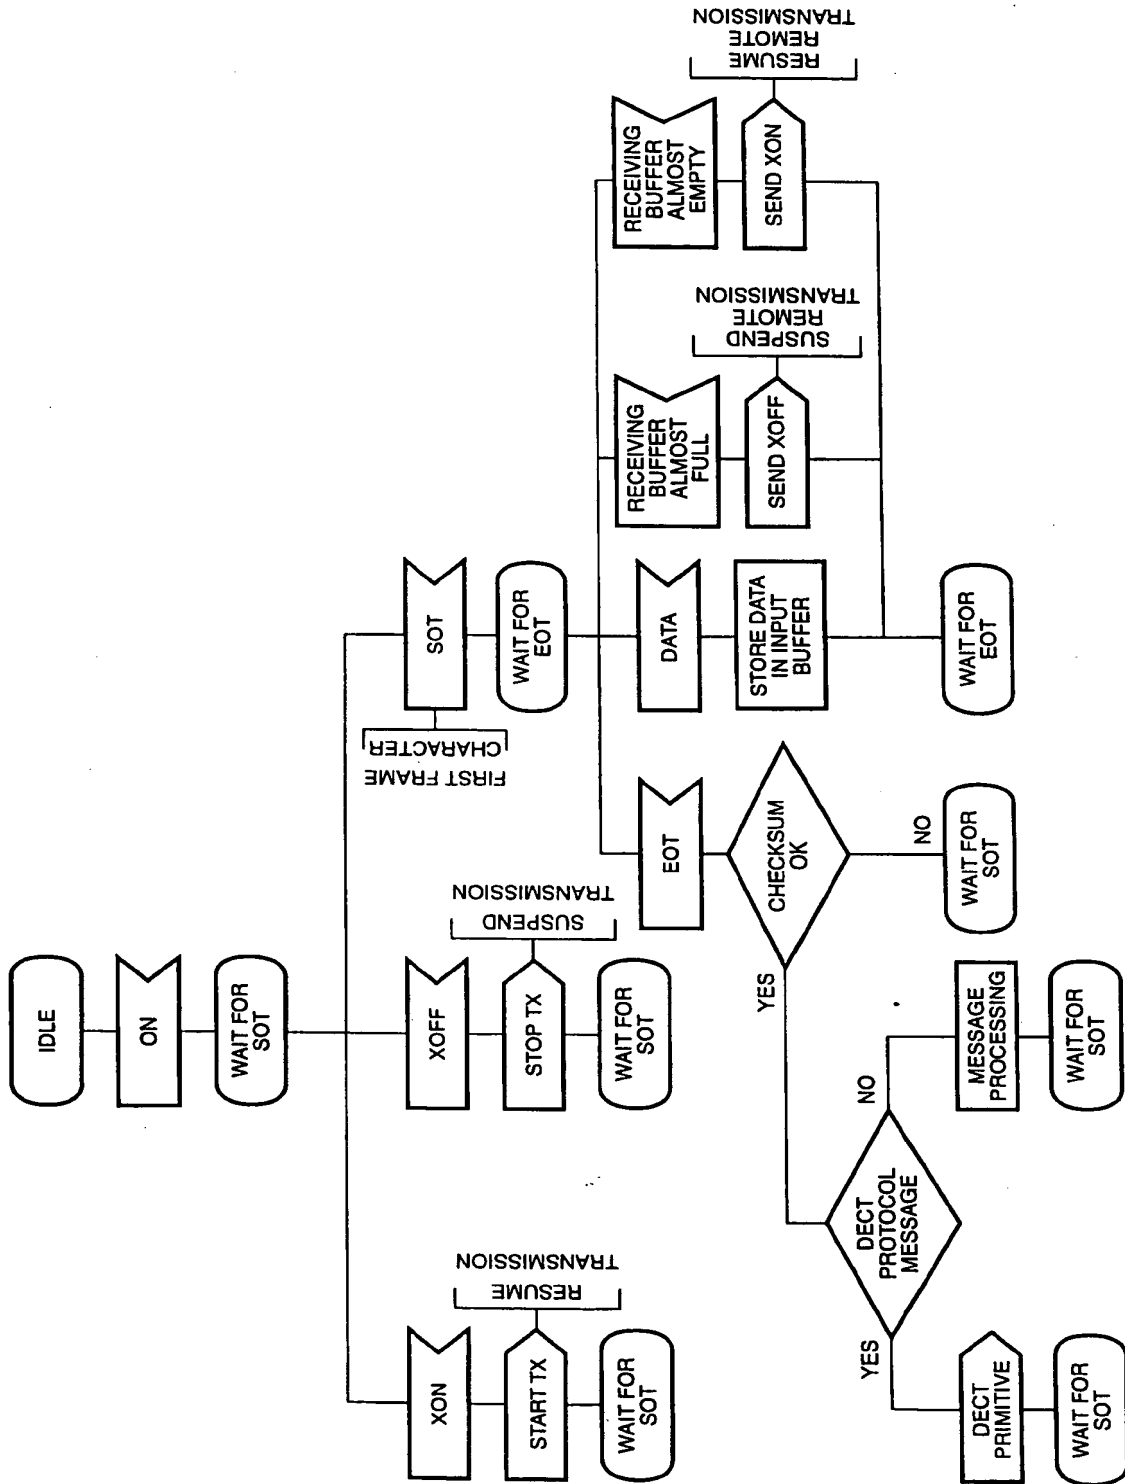 IDLE
ON
WAIT FOR
SOT
XON
START TX
RESUME
TRANSMISSION
WAIT FOR
SOT
XOFF
STOP TX
SUSPEND
TRANSMISSION
WAIT FOR
SOT
FIRST FRAME
CHARACTER
SOT
WAIT FOR
EOT
EOT
CHECKSUM
OK
YES
NO
WAIT FOR
SOT
DECT
PROTOCOL
MESSAGE
YES
NO
DECT
PRIMITIVE
WAIT FOR
SOT
MESSAGE
PROCESSING
WAIT FOR
SOT
DATA
STORE DATA
IN INPUT
BUFFER
WAIT FOR
EOT
RECEIVING
BUFFER
ALMOST
FULL
SEND XOFF
SUSPEND
REMOTE
TRANSMISSION
RECEIVING
BUFFER
ALMOST
EMPTY
SEND XON
RESUME
REMOTE
TRANSMISSION